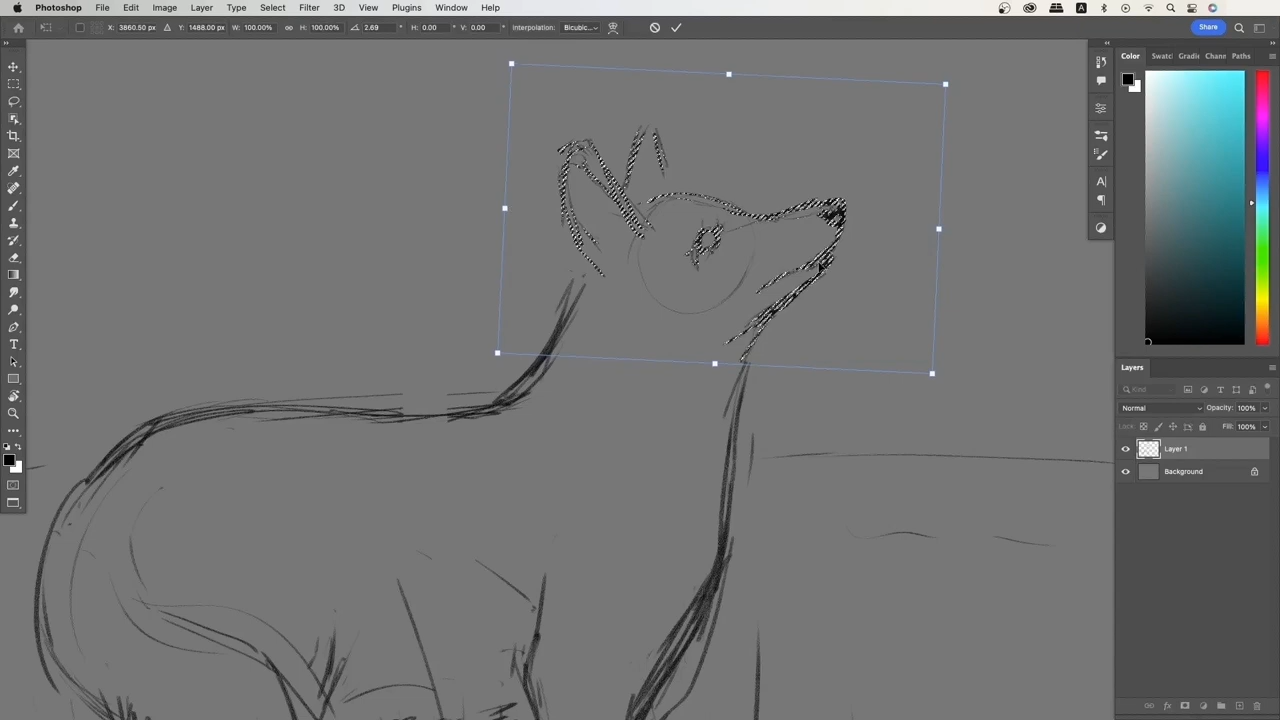 Photoshop File Edit Image Layer Type Select Filter 3D View Plugins Window Help
X: 3860.50 px Y: 1488.00 px W: 100.00% H: 100.00% 2.69 ° H: 0.00 ° V: 0.00 ° Interpolation: Bicubic... Share
Color Swatc Gradi Chann Paths
Layers
Kind
Normal Opacity: 100%
Lock: Fill: 100%
Layer 1
Background